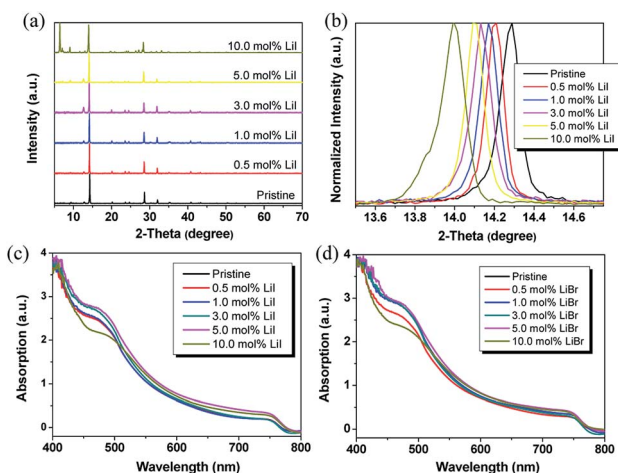 (a)
10.0 mol% LiI
5.0 mol% LiI
3.0 mol% LiI
1.0 mol% LiI
0.5 mol% LiI
Pristine
Intensity (a.u.)
10 20 30 40 50 60 70
2-Theta (degree)
(b)
Normalized Intensity (a.u.)
Pristine
0.5 mol% LiI
1.0 mol% LiI
3.0 mol% LiI
5.0 mol% LiI
10.0 mol% LiI
13.6 13.8 14.0 14.2 14.4 14.6
2-Theta (degree)
(c)
Absorption (a.u.)
4
3
2
1
0
Pristine
0.5 mol% LiI
1.0 mol% LiI
3.0 mol% LiI
5.0 mol% LiI
10.0 mol% LiI
400 500 600 700 800
Wavelength (nm)
(d)
Absorption (a.u.)
4
3
2
1
0
Pristine
0.5 mol% LiBr
1.0 mol% LiBr
3.0 mol% LiBr
5.0 mol% LiBr
10.0 mol% LiBr
400 500 600 700 800
Wavelength (nm)